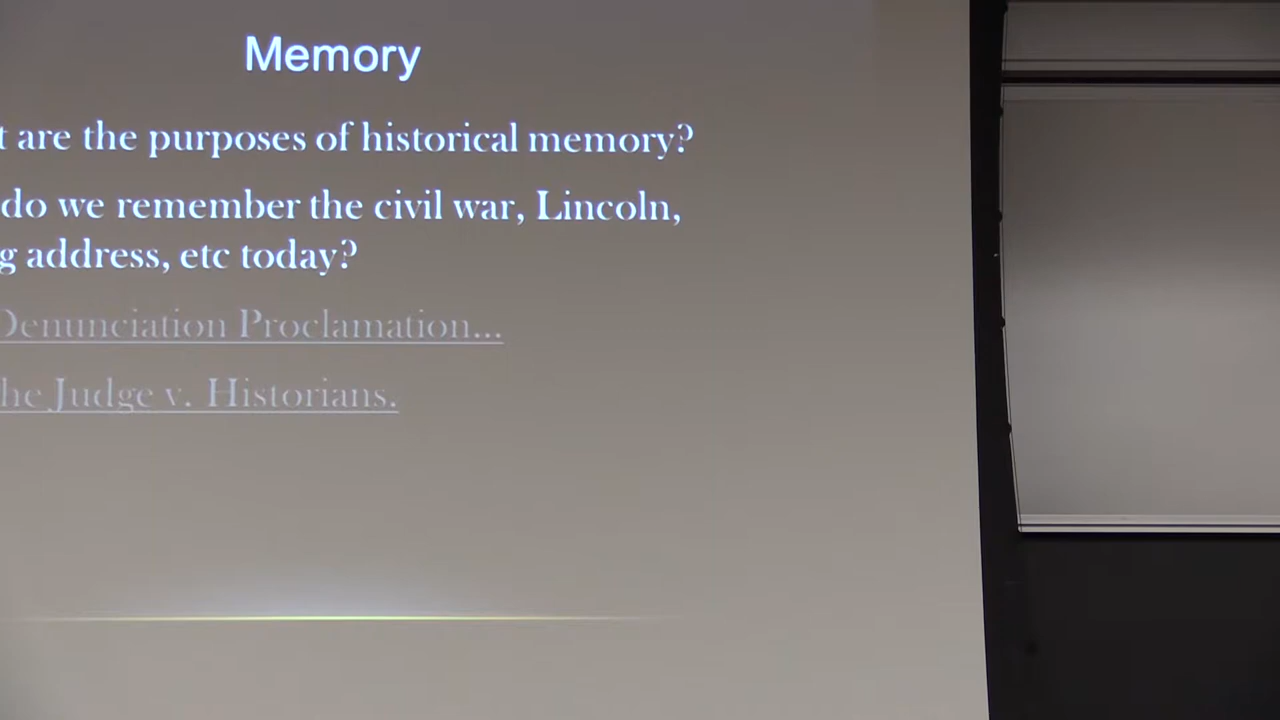 Memory
t are the purposes of historical memory?
do we remember the civil war, Lincoln,
g address, etc today?
Denunciation Proclamation...
he Judge v. Historians.